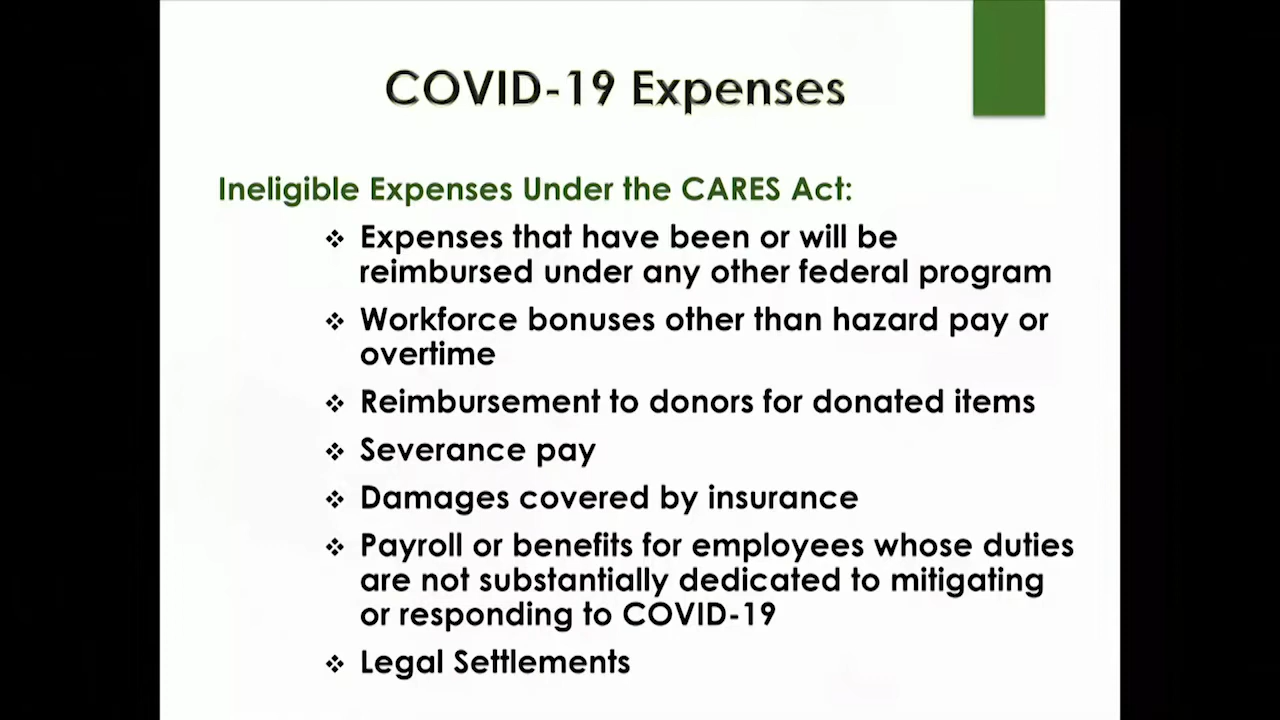 COVID-19 Expenses
Ineligible Expenses Under the CARES Act:
❖ Expenses that have been or will be
reimbursed under any other federal program
❖ Workforce bonuses other than hazard pay or
overtime
❖ Reimbursement to donors for donated items
❖ Severance pay
❖ Damages covered by insurance
❖ Payroll or benefits for employees whose duties
are not substantially dedicated to mitigating
or responding to COVID-19
❖ Legal Settlements